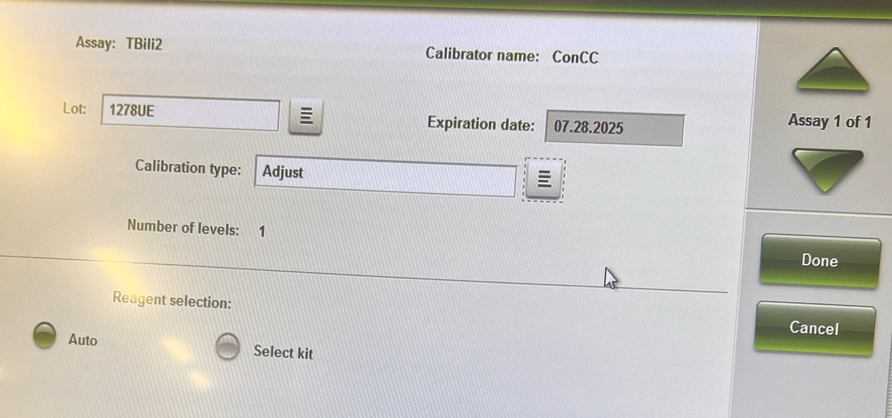 Assay: TBili2
Calibrator name: ConCC
Lot: 1278UE
Expiration date: 07.28.2025
Calibration type: Adjust
Number of levels: 1
Reagent selection:
Auto
Select kit
Assay 1 of 1
Done
Cancel